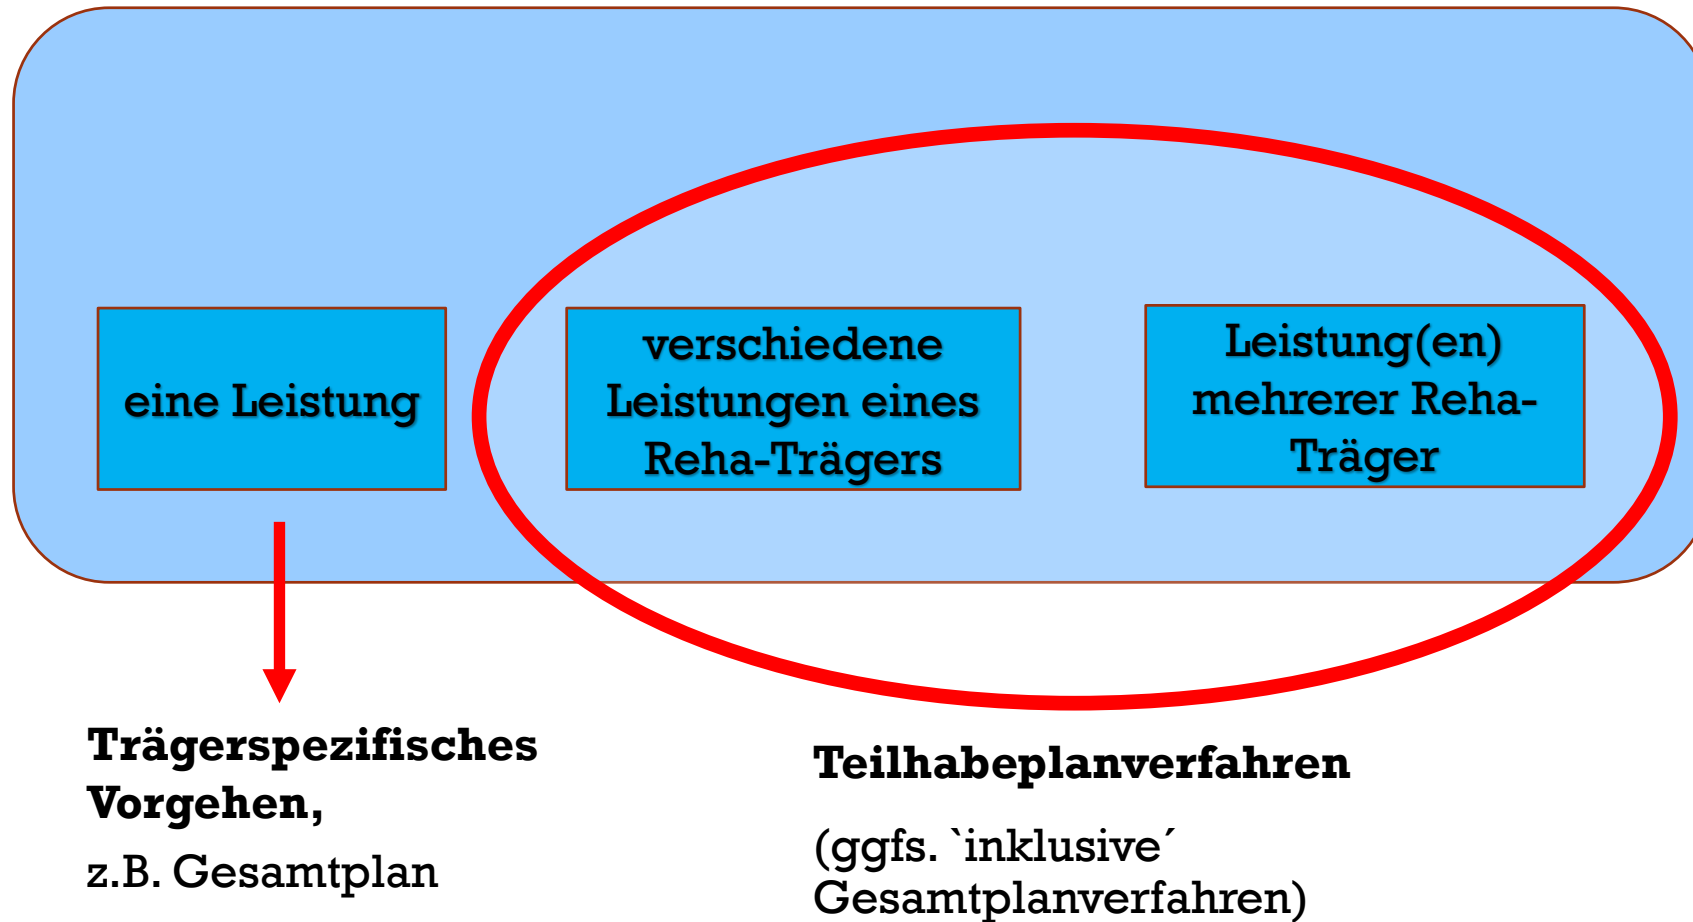 eine Leistung
verschiedene
Leistungen eines
Reha-Trägers
Leistung(en)
mehrerer Reha-
Träger
Trägerspezifisches
Vorgehen,
z.B. Gesamtplan
Teilhabeplanverfahren
(ggfs. `inklusive´
Gesamtplanverfahren)